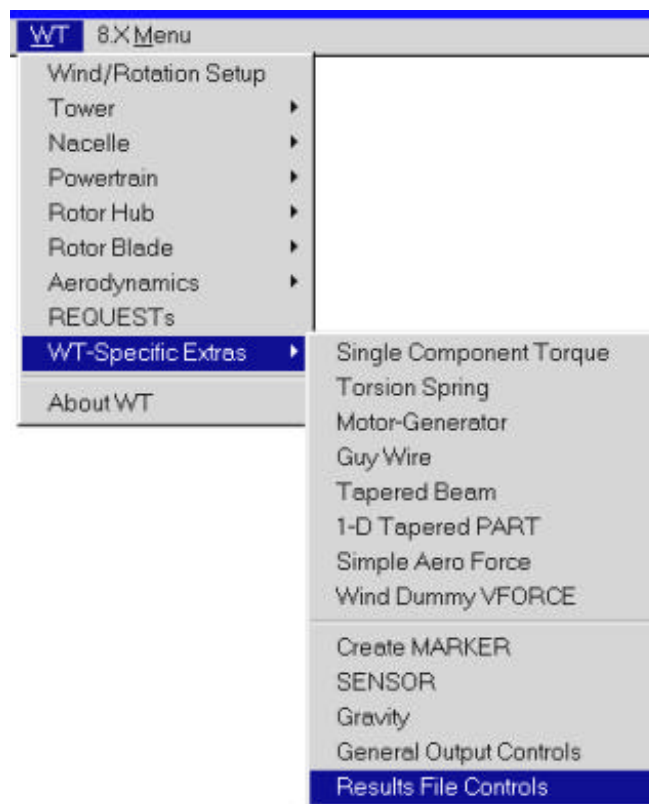 WT 8.X Menu
Wind/Rotation Setup
Tower
Nacelle
Powertrain
Rotor Hub
Rotor Blade
Aerodynamics
REQUESTs
WT-Specific Extras
About WT
Single Component Torque
Torsion Spring
Motor-Generator
Guy Wire
Tapered Beam
1-D Tapered PART
Simple Aero Force
Wind Dummy VFORCE
Create MARKER
SENSOR
Gravity
General Output Controls
Results File Controls